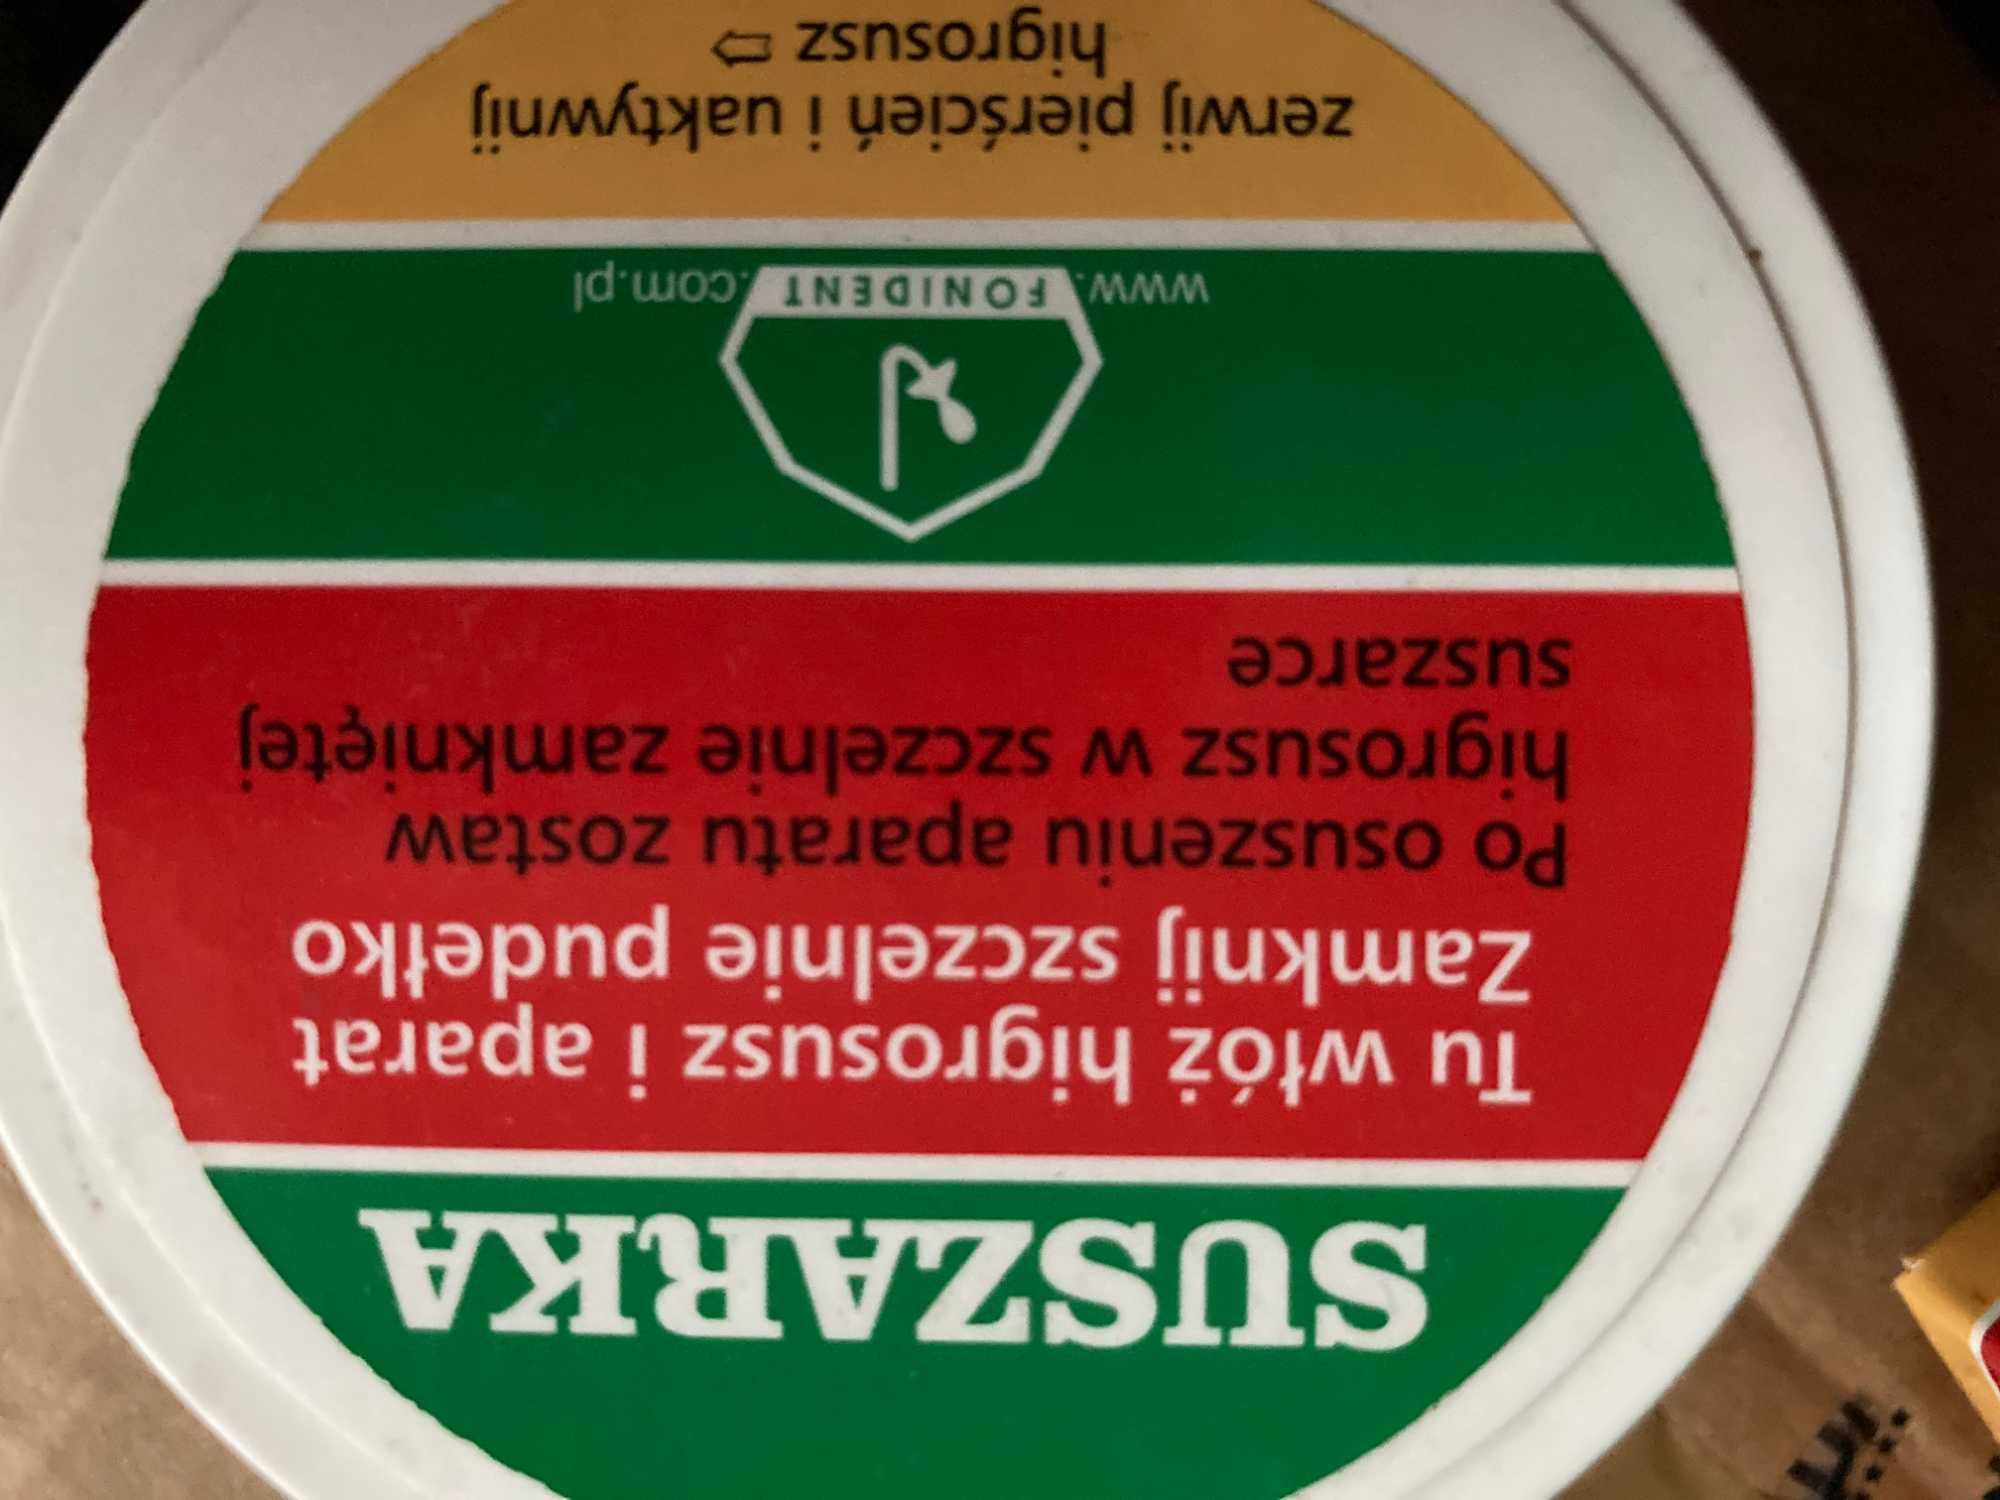 SUSZARKA
Tu włóż higrosusz i aparat
Zamknij szczelnie pudełko
Po osuszeniu aparatu zostaw
higrosusz w szczelnie zamkniętej
suszarce
www.FONIDENT.com.pl
zerwij pierścień i uaktywnij
higrosusz ⇨